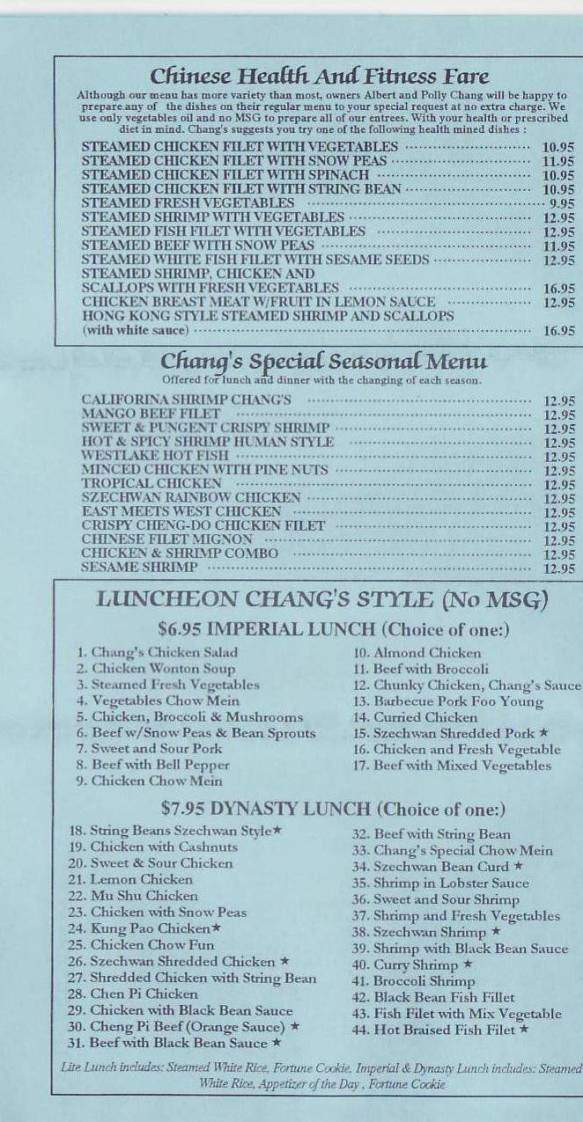 Chinese Health And Fitness Fare
Although our menu has more variety than most, owners Albert and Polly Chang will be happy to
prepare.any of the dishes on their regular menu to your special request at no extra charge. We
use only vegetables oil and no MSG to prepare all of our entrees. With your health or prescribed
diet in mind. Chang's suggests you try one of the following health mined dishes :
STEAMED CHICKEN FILET WITH VEGETABLES 10.95
STEAMED CHICKEN FILET WITH SNOW PEAS 11.95
STEAMED CHICKEN FILET WITH SPINACH 10.95
STEAMED CHICKEN FILET WITH STRING BEAN 10.95
STEAMED FRESH VEGETABLES 9.95
STEAMED SHRIMP WITH VEGETABLES 12.95
STEAMED FISH FILET WITH VEGETABLES 12.95
STEAMED BEEF WITH SNOW PEAS 11.95
STEAMED WHITE FISH FILET WITH SESAME SEEDS 12.95
STEAMED SHRIMP, CHICKEN AND
SCALLOPS WITH FRESH VEGETABLES 16.95
CHICKEN BREAST MEAT W/FRUIT IN LEMON SAUCE 12.95
HONG KONG STYLE STEAMED SHRIMP AND SCALLOPS
(with white sauce) 16.95
Chang's Special Seasonal Menu
Offered for lunch and dinner with the changing of each season.
CALIFORINA SHRIMP CHANG'S 12.95
MANGO BEEF FILET 12.95
SWEET & PUNGENT CRISPY SHRIMP 12.95
HOT & SPICY SHRIMP HUMAN STYLE 12.95
WESTLAKE HOT FISH 12.95
MINCED CHICKEN WITH PINE NUTS 12.95
TROPICAL CHICKEN 12.95
SZECHWAN RAINBOW CHICKEN 12.95
EAST MEETS WEST CHICKEN 12.95
CRISPY CHENG-DO CHICKEN FILET 12.95
CHINESE FILET MIGNON 12.95
CHICKEN & SHRIMP COMBO 12.95
SESAME SHRIMP 12.95
LUNCHEON CHANG'S STYLE (No MSG)
$6.95 IMPERIAL LUNCH (Choice of one:)
1. Chang's Chicken Salad
2. Chicken Wonton Soup
3. Steamed Fresh Vegetables
4. Vegetables Chow Mein
5. Chicken, Broccoli & Mushrooms
6. Beef w/Snow Peas & Bean Sprouts
7. Sweet and Sour Pork
8. Beef with Bell Pepper
9. Chicken Chow Mein
10. Almond Chicken
11. Beef with Broccoli
12. Chunky Chicken, Chang's Sauce
13. Barbecue Pork Foo Young
14. Curried Chicken
15. Szechwan Shredded Pork ★
16. Chicken and Fresh Vegetable
17. Beef with Mixed Vegetables
$7.95 DYNASTY LUNCH (Choice of one:)
18. String Beans Szechwan Style★
19. Chicken with Cashnuts
20. Sweet & Sour Chicken
21. Lemon Chicken
22. Mu Shu Chicken
23. Chicken with Snow Peas
24. Kung Pao Chicken★
25. Chicken Chow Fun
26. Szechwan Shredded Chicken ★
27. Shredded Chicken with String Bean
28. Chen Pi Chicken
29. Chicken with Black Bean Sauce
30. Cheng Pi Beef (Orange Sauce) ★
31. Beef with Black Bean Sauce ★
32. Beef with String Bean
33. Chang's Special Chow Mein
34. Szechwan Bean Curd ★
35. Shrimp in Lobster Sauce
36. Sweet and Sour Shrimp
37. Shrimp and Fresh Vegetables
38. Szechwan Shrimp ★
39. Shrimp with Black Bean Sauce
40. Curry Shrimp ★
41. Broccoli Shrimp
42. Black Bean Fish Fillet
43. Fish Filet with Mix Vegetable
44. Hot Braised Fish Filet ★
Lite Lunch includes: Steamed White Rice, Fortune Cookie, Imperial & Dynasty Lunch includes: Steamed
White Rice, Appetizer of the Day , Fortune Cookie